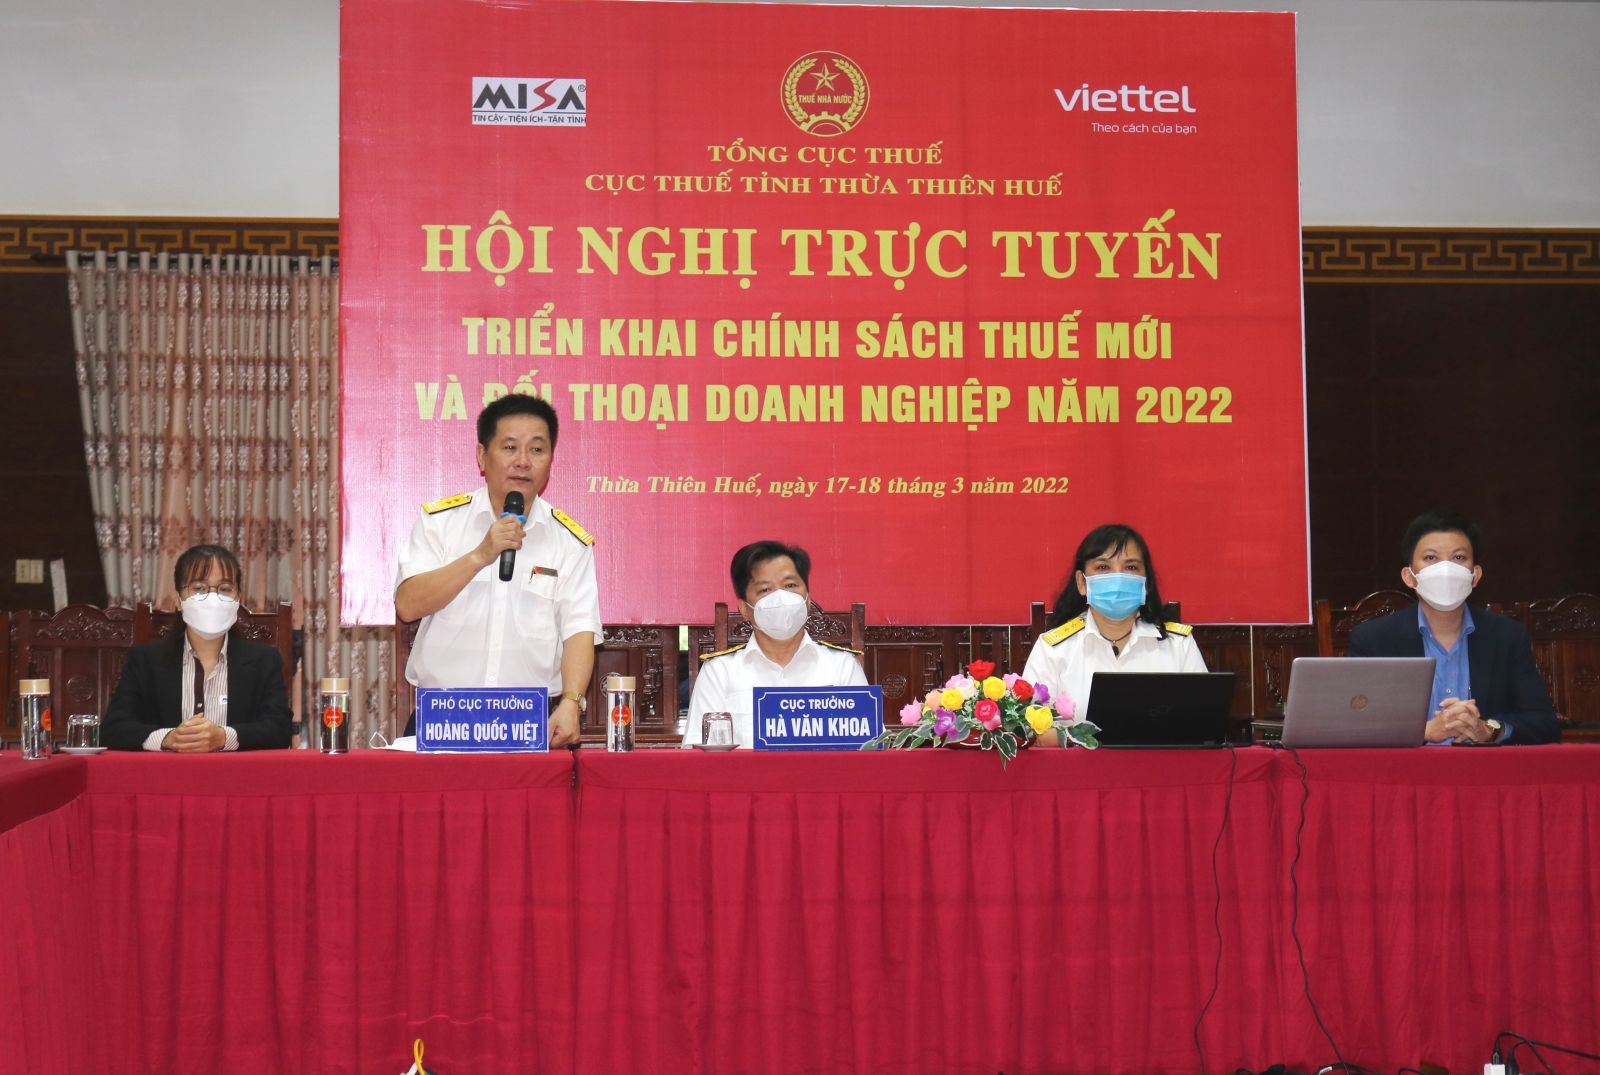 MISA®
TIN CẬY-TIỆN ÍCH-TẬN TÌNH
THUẾ NHÀ NƯỚC
viettel
Theo cách của bạn
TỔNG CỤC THUẾ
CỤC THUẾ TỈNH THỪA THIÊN HUẾ
HỘI NGHỊ TRỰC TUYẾN
TRIỂN KHAI CHÍNH SÁCH THUẾ MỚI
VÀ ĐỐI THOẠI DOANH NGHIỆP NĂM 2022
Thừa Thiên Huế, ngày 17-18 tháng 3 năm 2022
PHÓ CỤC TRƯỞNG
HOÀNG QUỐC VIỆT
CỤC TRƯỞNG
HÀ VĂN KHOA